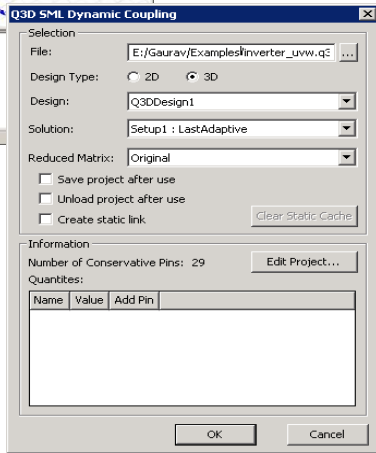 Q3D SML Dynamic Coupling
Selection
File: E:/Gaurav/Examples/inverter_uvw.q3 ...
Design Type: 2D 3D
Design: Q3DDesign1
Solution: Setup1 : LastAdaptive
Reduced Matrix: Original
Save project after use
Unload project after use
Create static link Clear Static Cache
Information
Number of Conservative Pins: 29 Edit Project...
Quantites:
Name Value Add Pin
OK Cancel